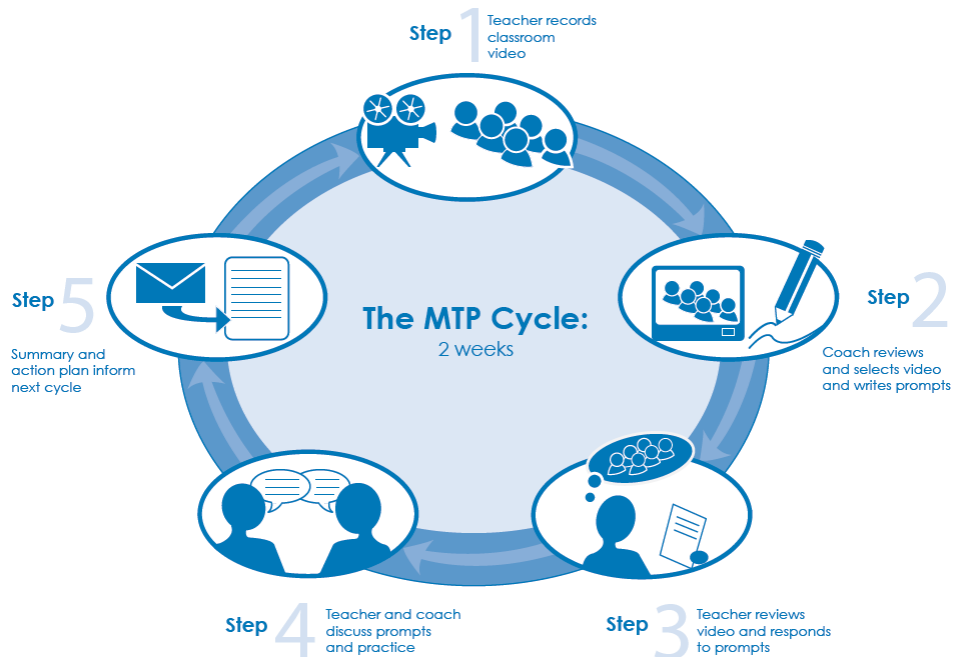 Step 1
Teacher records
classroom
video
Step 2
Coach reviews
and selects video
and writes prompts
Step 3
Teacher reviews
video and responds
to prompts
Step 4
Teacher and coach
discuss prompts
and practice
Step 5
Summary and
action plan inform
next cycle
The MTP Cycle:
2 weeks